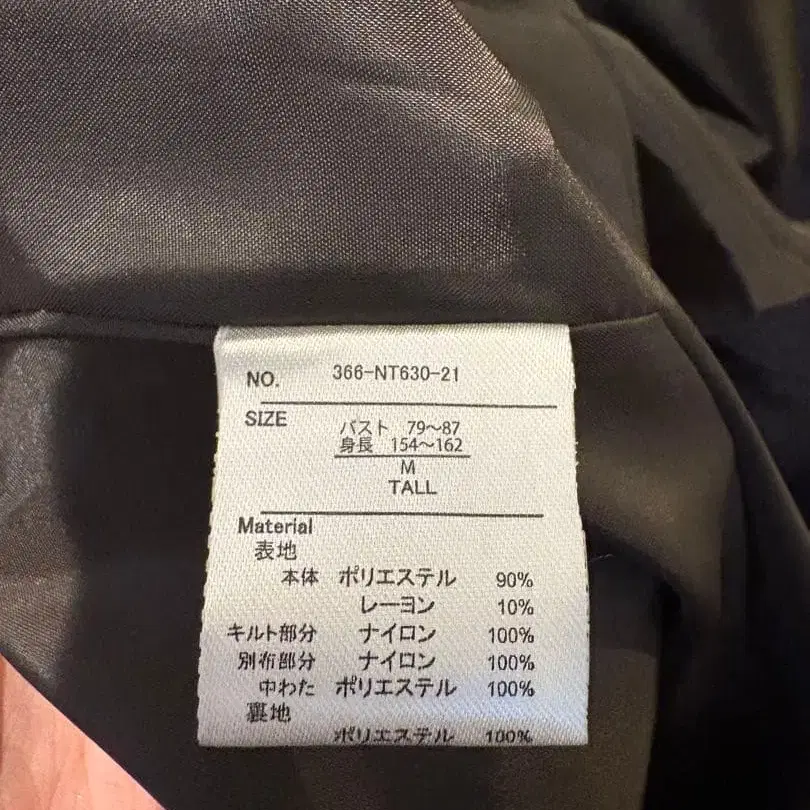 NO. 366-NT630-21
SIZE バスト 79〜87
身長 154〜162
M
TALL
Material
表地
本体 ポリエステル 90%
レーヨン 10%
キルト部分 ナイロン 100%
別布部分 ナイロン 100%
中わた ポリエステル 100%
裏地
ポリエステル 100%